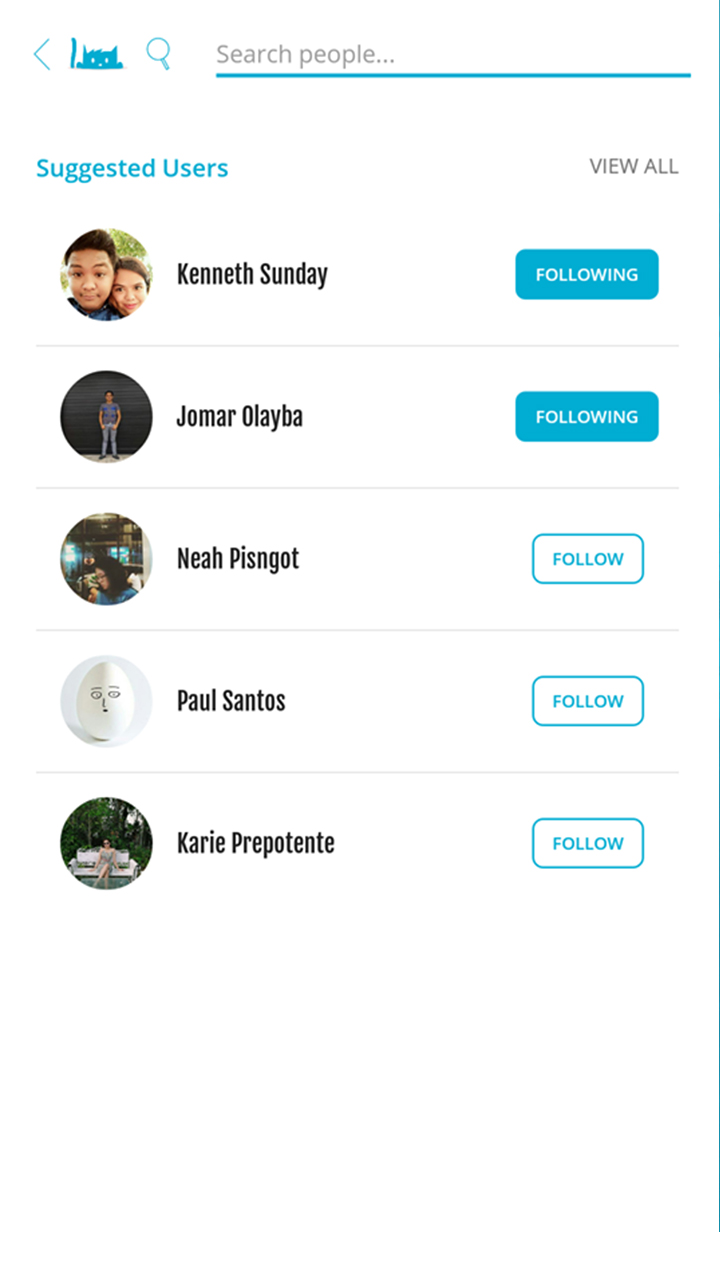 Search people...
Suggested Users
VIEW ALL
Kenneth Sunday
FOLLOWING
Jomar Olayba
FOLLOWING
Neah Pisngot
FOLLOW
Paul Santos
FOLLOW
Karie Prepotente
FOLLOW